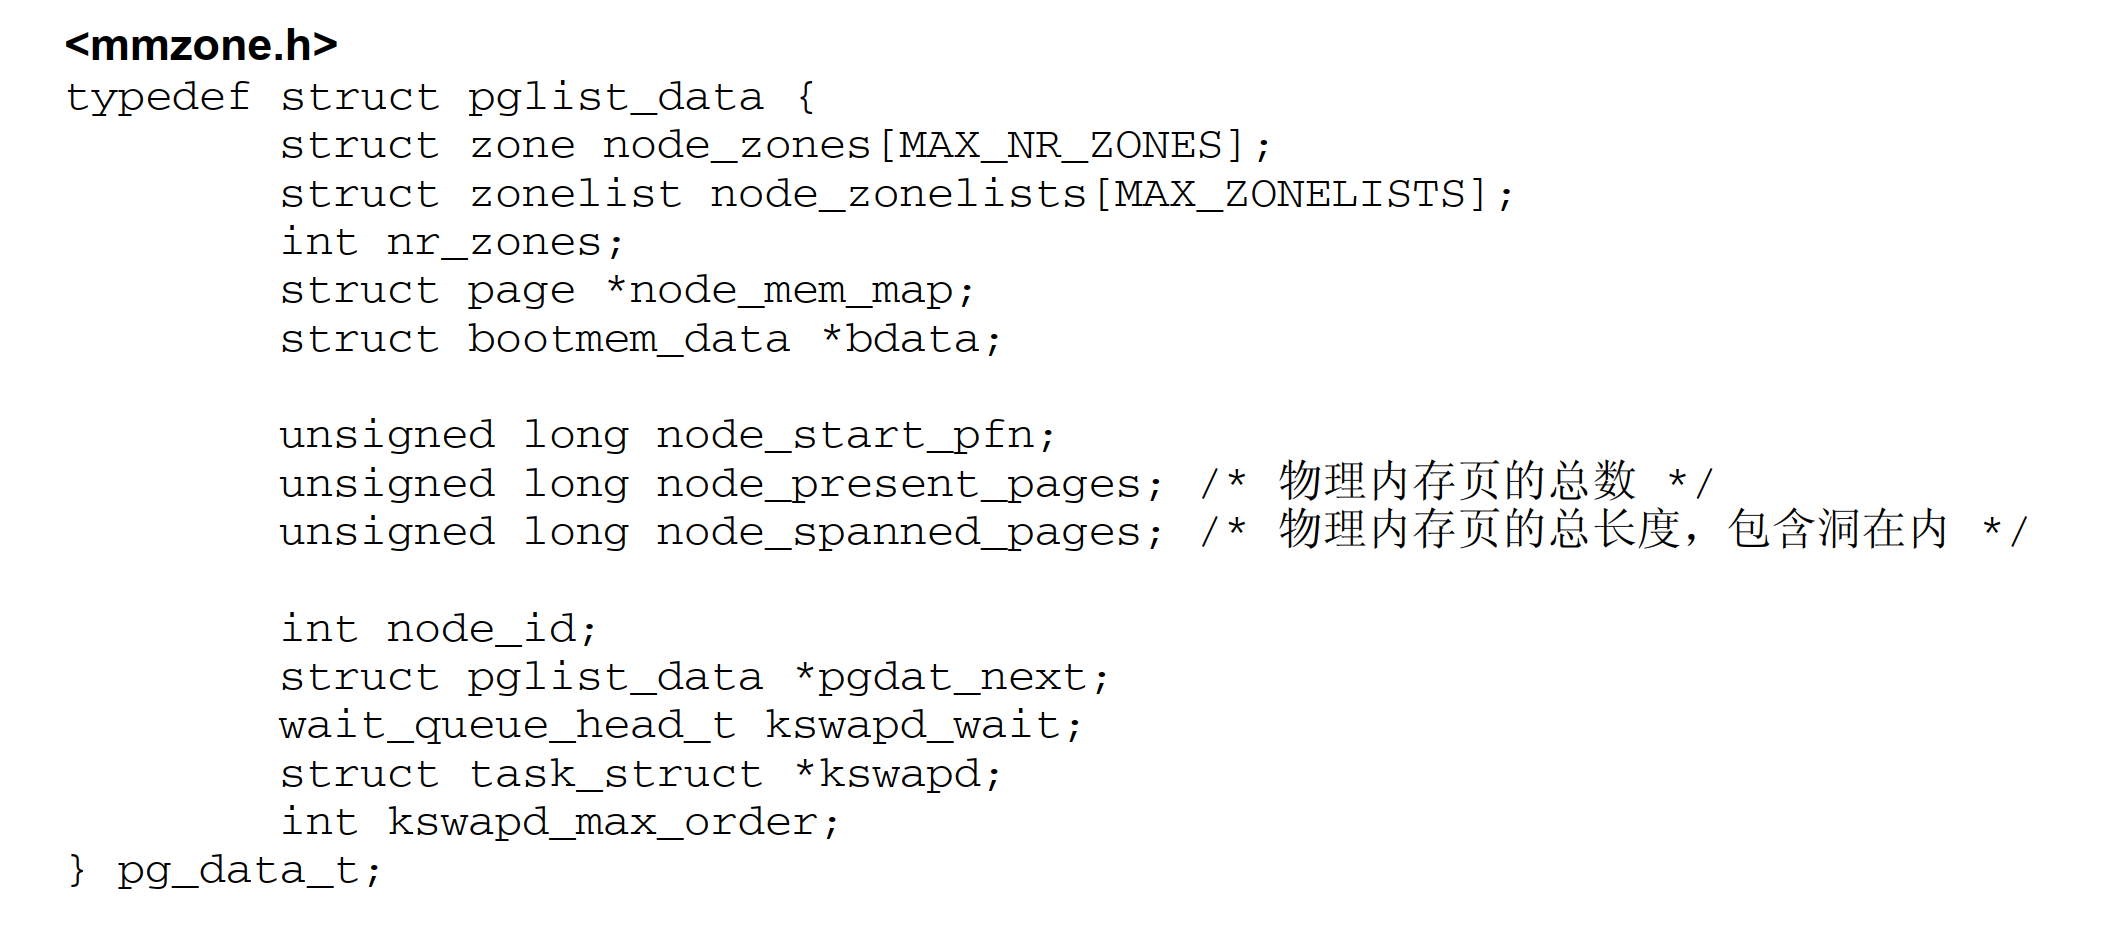 <mmzone.h>
typedef struct pglist_data {
struct zone node_zones[MAX_NR_ZONES];
struct zonelist node_zonelists[MAX_ZONELISTS];
int nr_zones;
struct page *node_mem_map;
struct bootmem_data *bdata;
unsigned long node_start_pfn;
unsigned long node_present_pages; /* 物理内存页的总数 */
unsigned long node_spanned_pages; /* 物理内存页的总长度，包含洞在内 */
int node_id;
struct pglist_data *pgdat_next;
wait_queue_head_t kswapd_wait;
struct task_struct *kswapd;
int kswapd_max_order;
} pg_data_t;